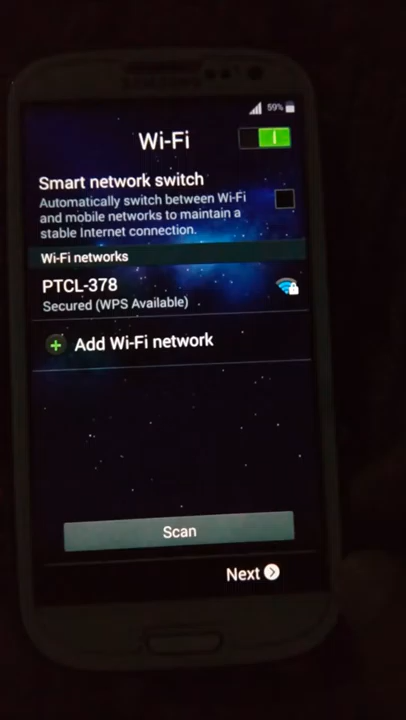 SAMSUNG
59%
Wi-Fi
Smart network switch
Automatically switch between Wi-Fi
and mobile networks to maintain a
stable Internet connection.
Wi-Fi networks
PTCL-378
Secured (WPS Available)
Add Wi-Fi network
Scan
Next